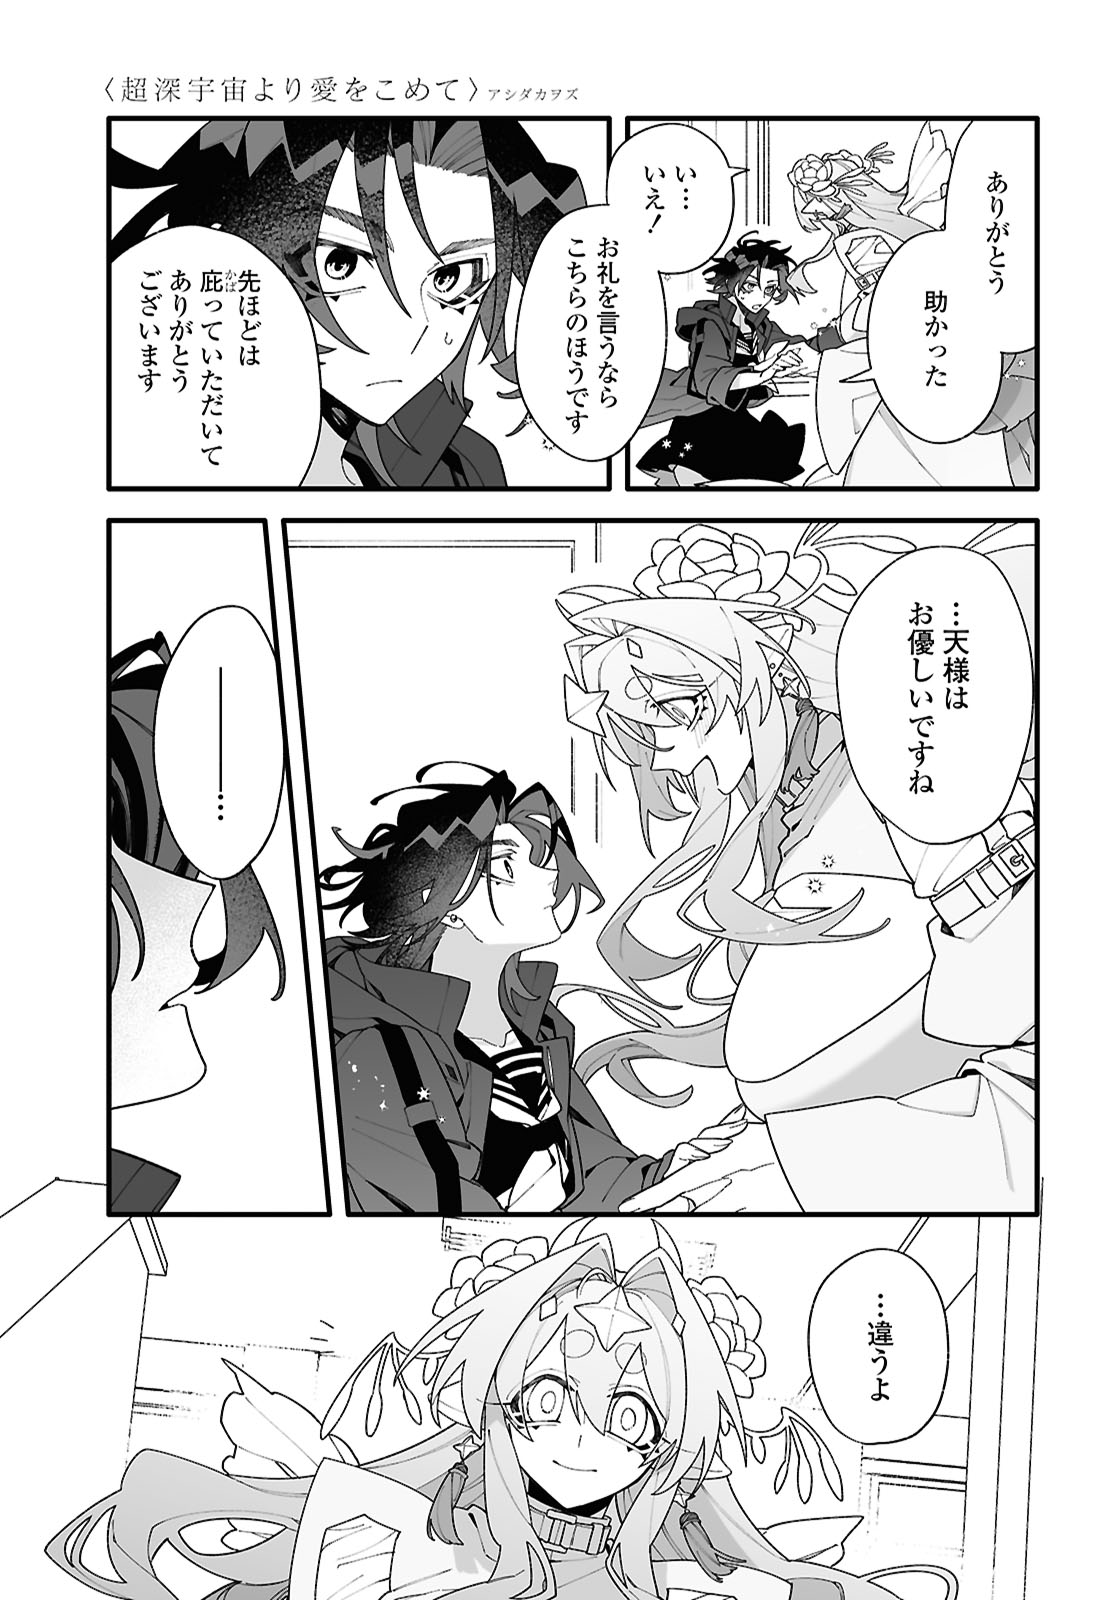 〈超深宇宙より愛をこめて〉アシダカヲズ
ありがとう
助かった
い…
いえ！
お礼を言うなら
こちらのほうです
先ほどは
庇っていただいて
かば
ありがとう
ございます
…天様は
お優しいですね
———…
…違うよ